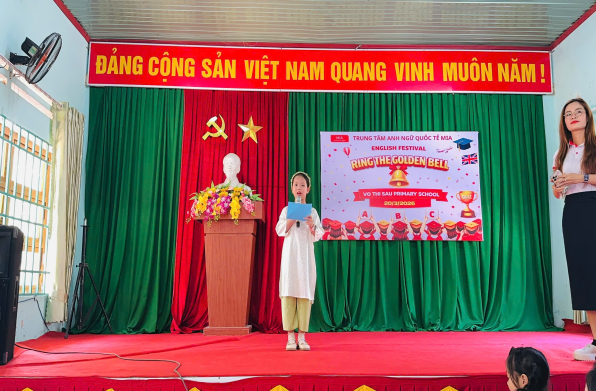 ĐẢNG CỘNG SẢN VIỆT NAM QUANG VINH MUÔN NĂM !
TRUNG TÂM ANH NGỮ QUỐC TẾ MIA
ENGLISH FESTIVAL
RING THE GOLDEN BELL
VO THI SAU PRIMARY SCHOOL
20/3/2025
A B C